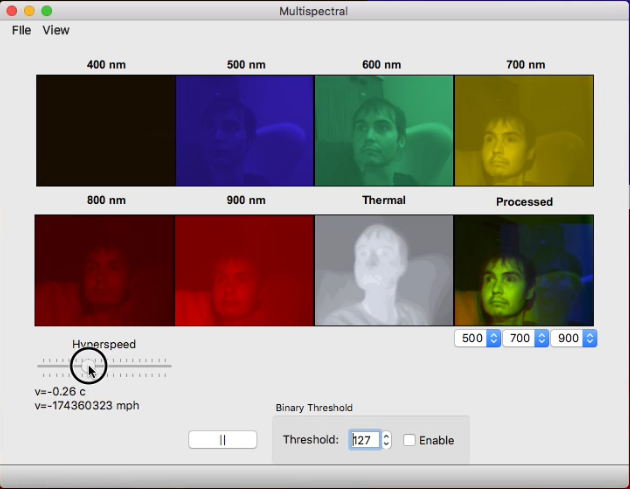 Multispectral
FIle View
400 nm 500 nm 600 nm 700 nm
800 nm 900 nm Thermal Processed
500 700 900
Hyperspeed
v=-0.26 c
v=-174360323 mph
Binary Threshold
|| Threshold: 127 Enable